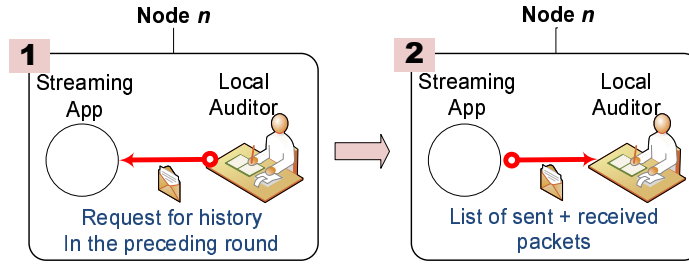 Node n
1
Streaming
App
Local
Auditor
Request for history
In the preceding round
Node n
2
Streaming
App
Local
Auditor
List of sent + received
packets